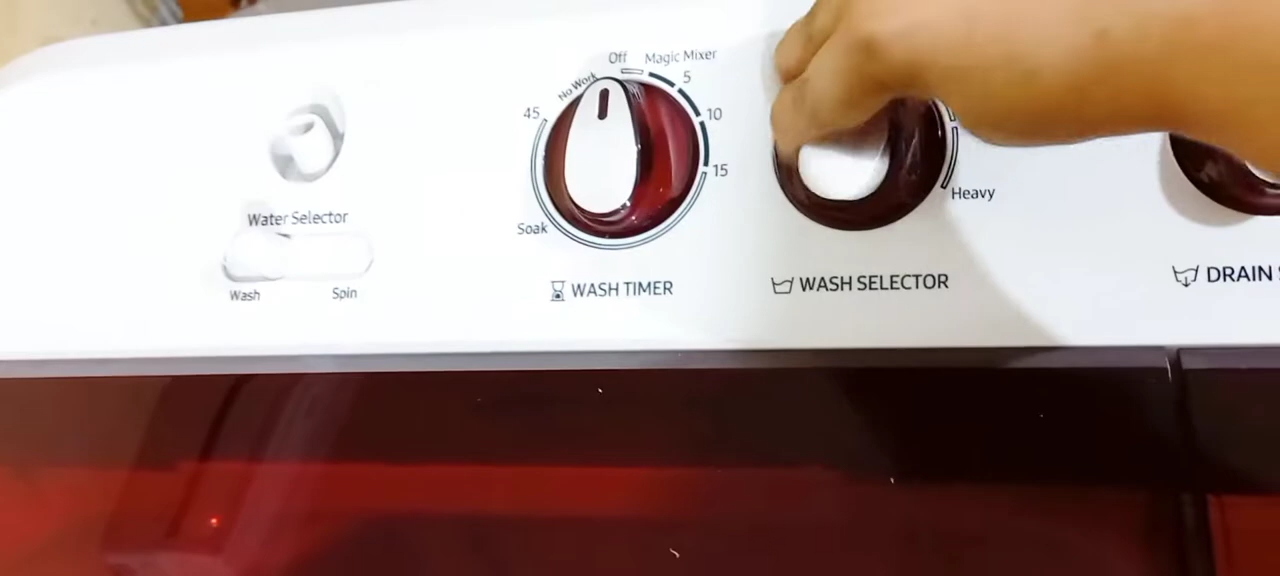 Off
Magic Mixer
No Work
5
45
10
15
Heavy
Water Selector
Soak
WASH TIMER
WASH SELECTOR
DRAIN
Wash
Spin